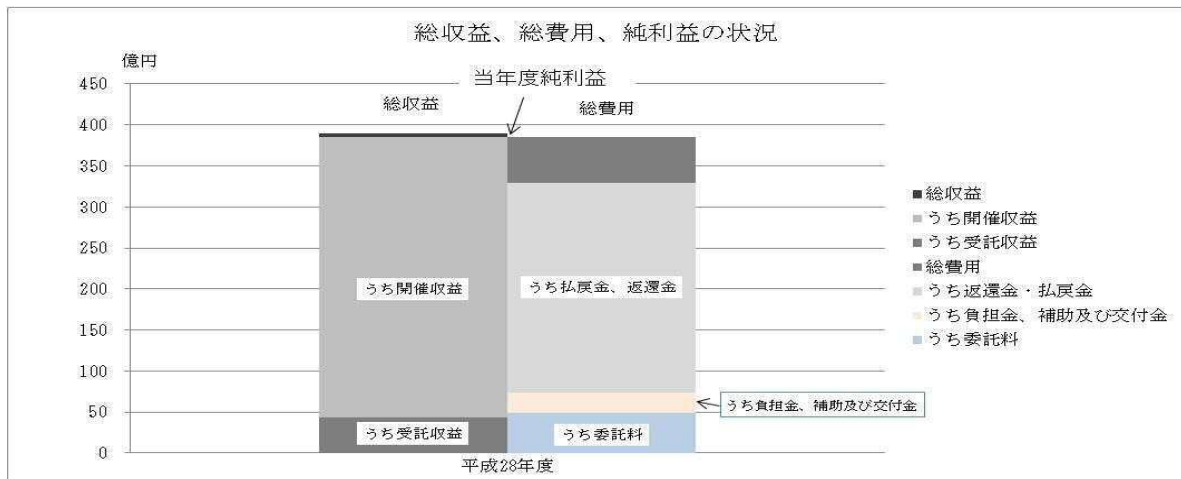 総収益、総費用、純利益の状況
億円
当年度純利益
総収益
総費用
450
400
350
300
250
200
150
100
50
0
うち開催収益
うち払戻金、返還金
うち負担金、補助及び交付金
うち受託収益
うち委託料
平成28年度
総収益
うち開催収益
うち受託収益
総費用
うち返還金・払戻金
うち負担金、補助及び交付金
うち委託料